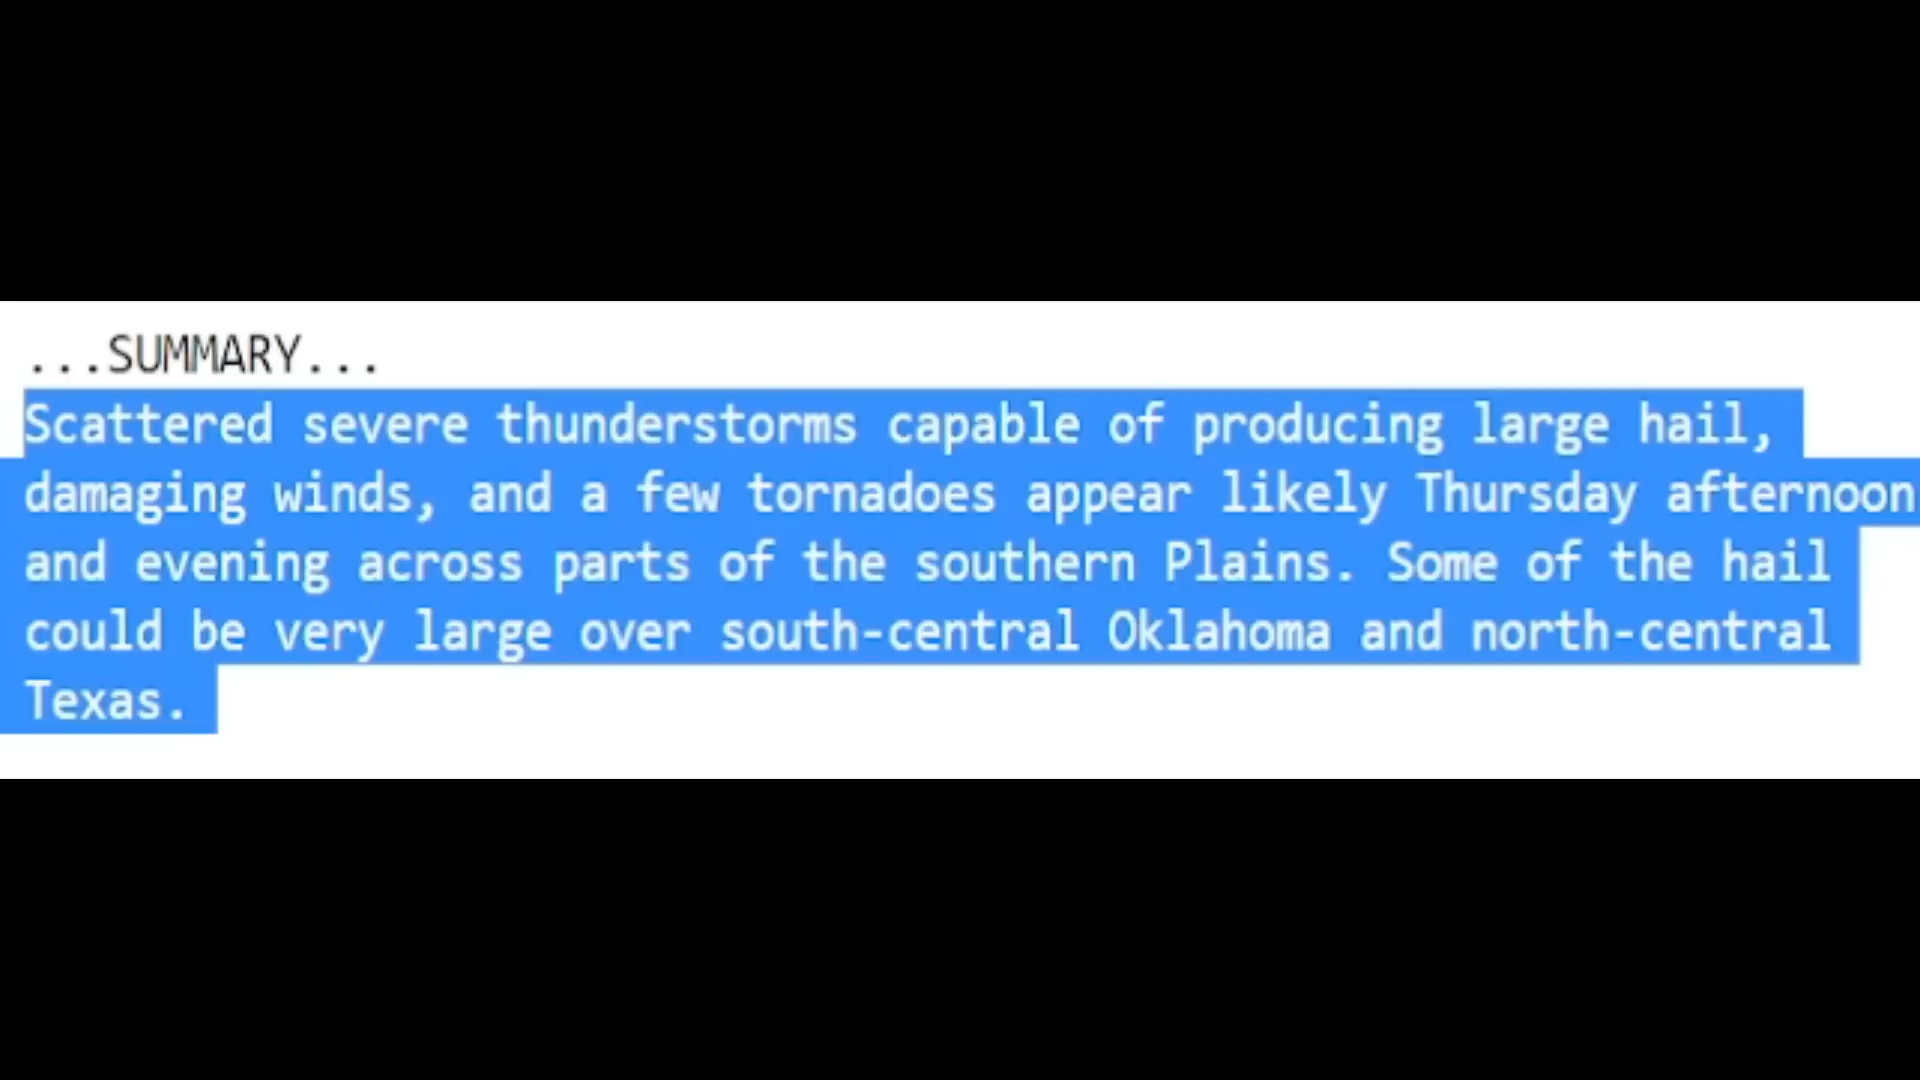 ...SUMMARY...
Scattered severe thunderstorms capable of producing large hail,
damaging winds, and a few tornadoes appear likely Thursday afternoon
and evening across parts of the southern Plains. Some of the hail
could be very large over south-central Oklahoma and north-central
Texas.